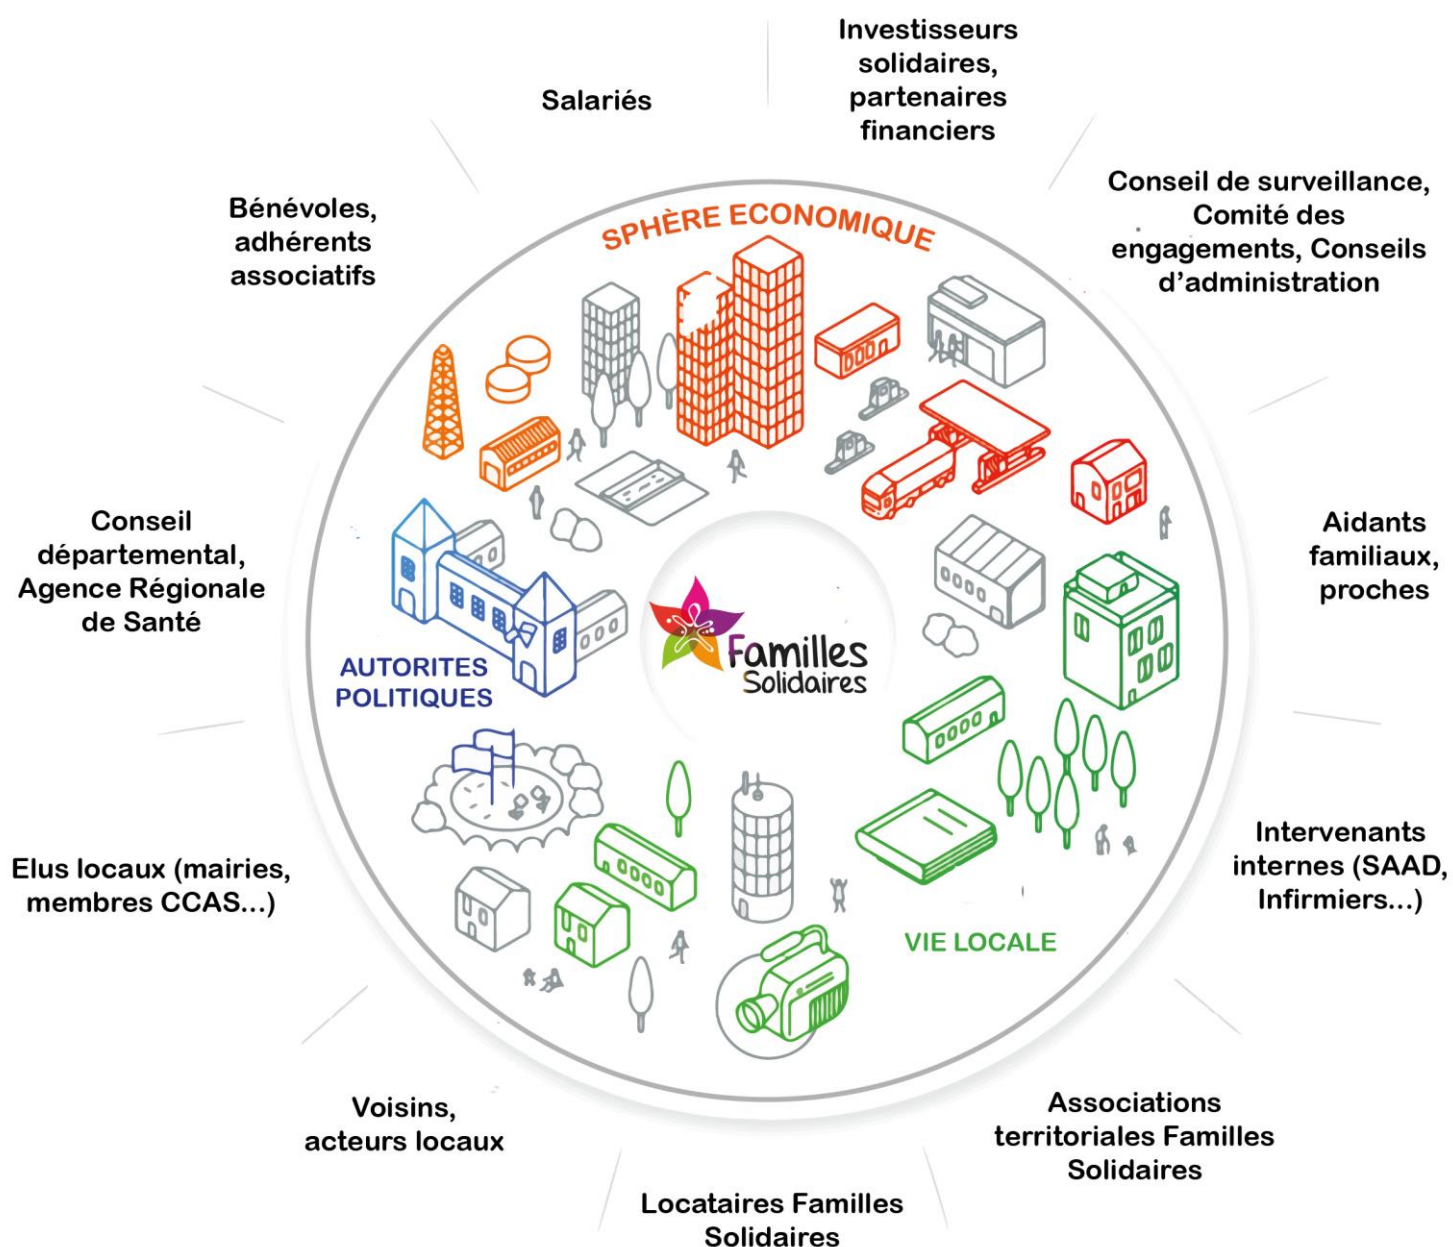 Investisseurs
solidaires,
partenaires
financiers
Salariés
Conseil de surveillance,
Comité des
engagements, Conseils
d'administration
Bénévoles,
adhérents
associatifs
SPHÈRE ECONOMIQUE
Conseil
départemental,
Agence Régionale
de Santé
Aidants
familiaux,
proches
Familles
Solidaires
AUTORITES
POLITIQUES
Elus locaux (mairies,
membres CCAS...)
Intervenants
internes (SAAD,
Infirmiers...)
VIE LOCALE
Voisins,
acteurs locaux
Associations
territoriales Familles
Solidaires
Locataires Familles
Solidaires